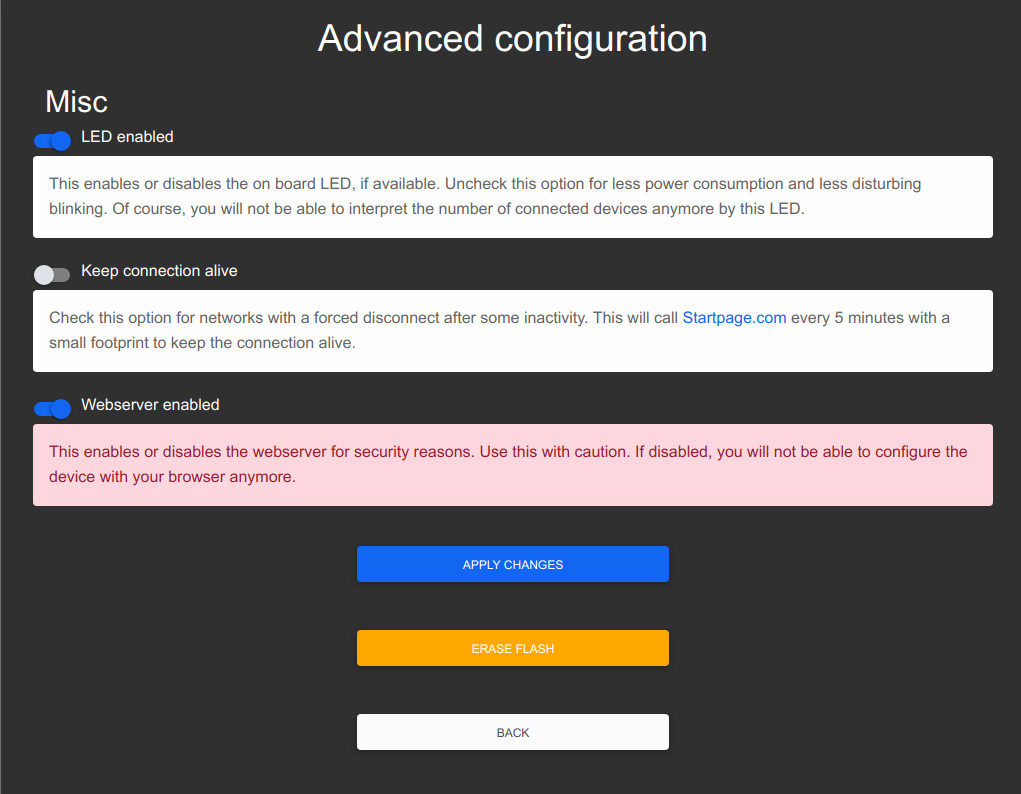 Advanced configuration
Misc
LED enabled
This enables or disables the on board LED, if available. Uncheck this option for less power consumption and less disturbing
blinking. Of course, you will not be able to interpret the number of connected devices anymore by this LED.
Keep connection alive
Check this option for networks with a forced disconnect after some inactivity. This will call Startpage.com every 5 minutes with a
small footprint to keep the connection alive.
Webserver enabled
This enables or disables the webserver for security reasons. Use this with caution. If disabled, you will not be able to configure the
device with your browser anymore.
APPLY CHANGES
ERASE FLASH
BACK